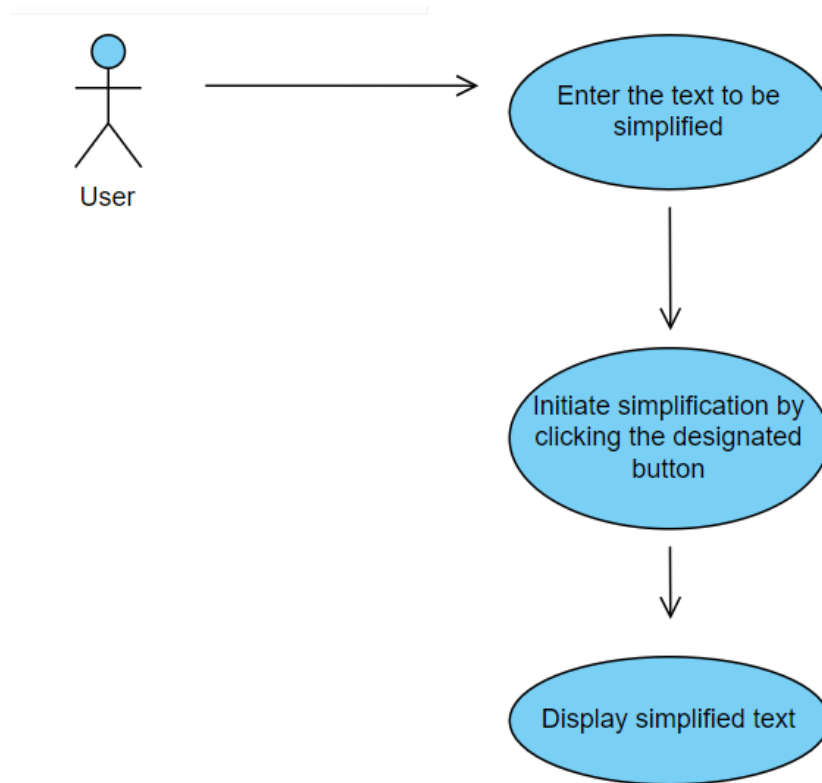 Enter the text to be
simplified
User
Initiate simplification by
clicking the designated
button
Display simplified text